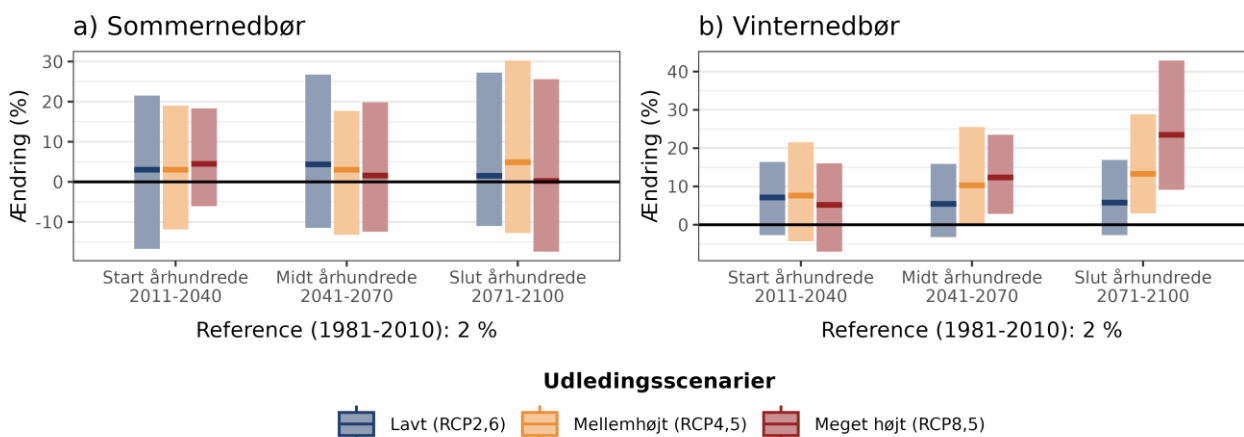 a) Sommernedbør
Ændring (%)
30
20
10
0
-10
Start århundrede
2011-2040
Midt århundrede
2041-2070
Slut århundrede
2071-2100
Reference (1981-2010): 2 %
b) Vinternedbør
Ændring (%)
40
30
20
10
0
Start århundrede
2011-2040
Midt århundrede
2041-2070
Slut århundrede
2071-2100
Reference (1981-2010): 2 %
Udledingsscenarier
Lavt (RCP2,6)
Mellemhøjt (RCP4,5)
Meget højt (RCP8,5)